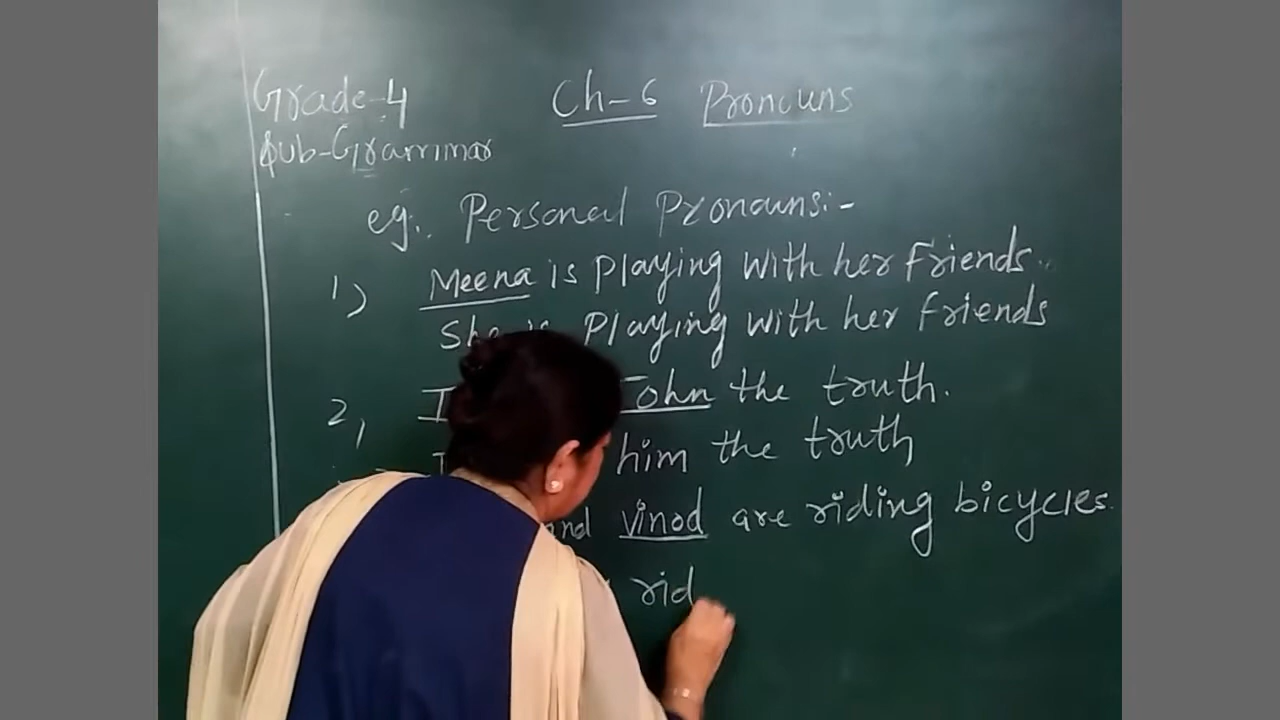 Grade-4
Sub-Grammar
Ch-6 Pronouns
eg:. Personal Pronouns:-
1) Meena is playing with her friends.
She is playing with her friends
2, I John the truth.
him the truth
and Vinod are riding bicycles.
rid